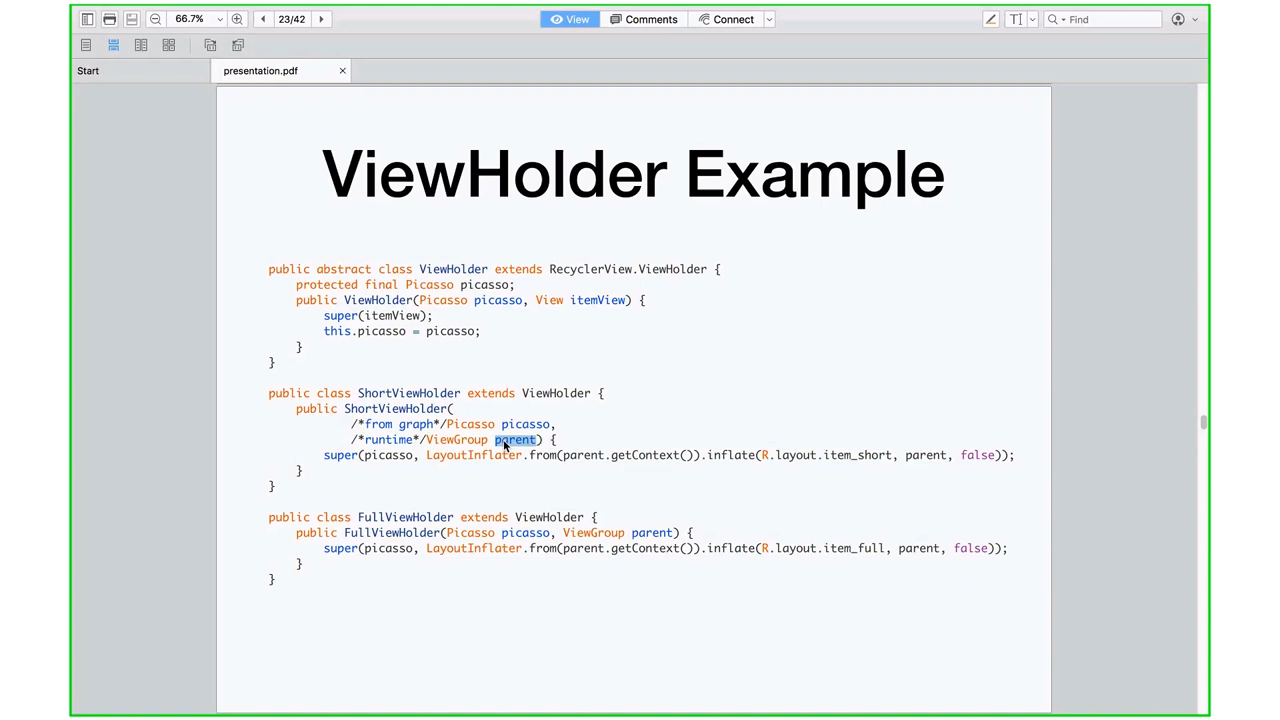 66.7%
23/42
View
Comments
Connect
Find
Start
presentation.pdf
ViewHolder Example
public abstract class ViewHolder extends RecyclerView.ViewHolder {
protected final Picasso picasso;
public ViewHolder(Picasso picasso, View itemView) {
super(itemView);
this.picasso = picasso;
}
}
public class ShortViewHolder extends ViewHolder {
public ShortViewHolder(
/*from graph*/Picasso picasso,
/*runtime*/ViewGroup parent) {
super(picasso, LayoutInflater.from(parent.getContext()).inflate(R.layout.item_short, parent, false));
}
}
public class FullViewHolder extends ViewHolder {
public FullViewHolder(Picasso picasso, ViewGroup parent) {
super(picasso, LayoutInflater.from(parent.getContext()).inflate(R.layout.item_full, parent, false));
}
}